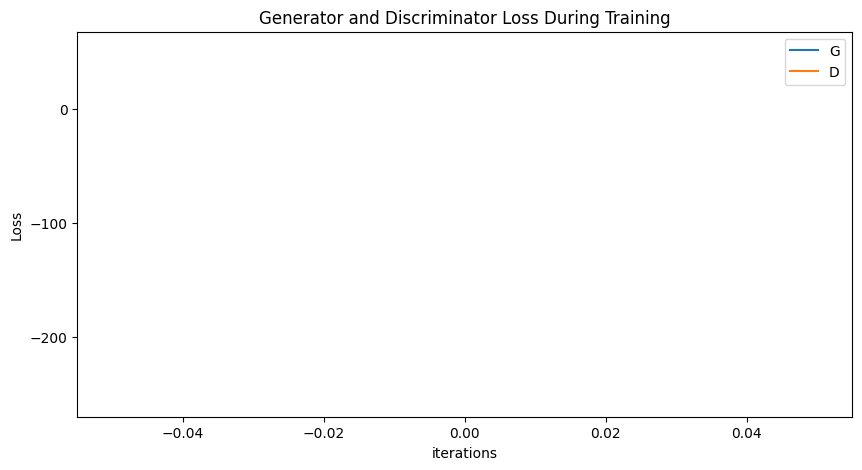 Generator and Discriminator Loss During Training
G
D
0
−100
−200
Loss
−0.04 −0.02 0.00 0.02 0.04
iterations